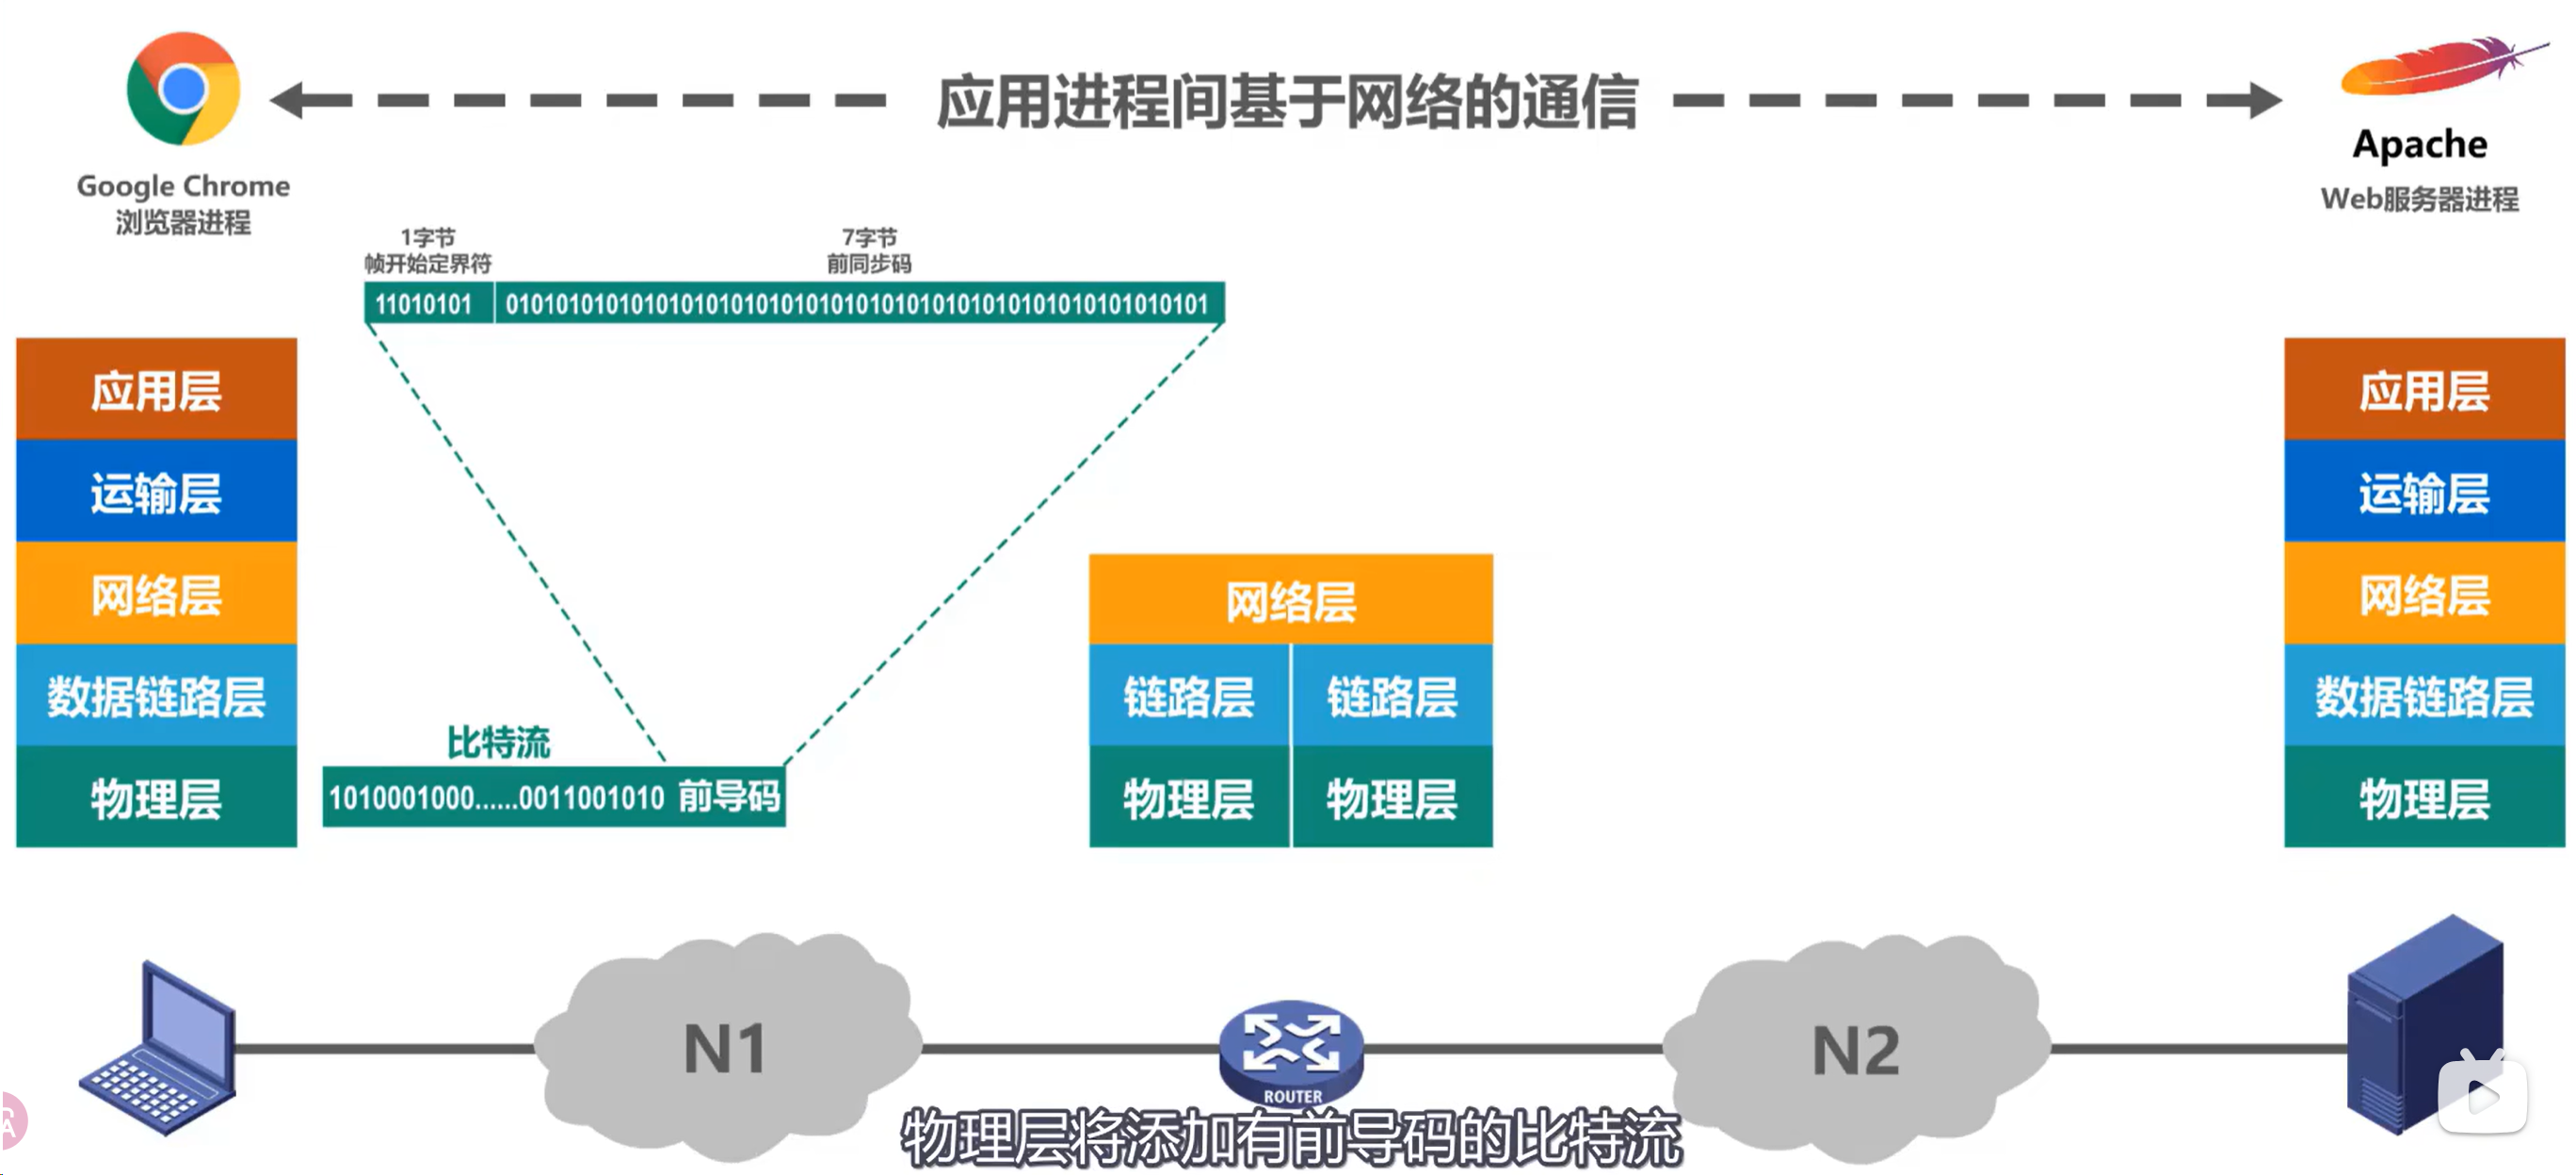 应用进程间基于网络的通信
Google Chrome
浏览器进程
Apache
Web服务器进程
1字节
帧开始定界符
7字节
前同步码
11010101
01010101010101010101010101010101010101010101010101010101
应用层
运输层
网络层
数据链路层
物理层
比特流
1010001000......0011001010 前导码
网络层
链路层 链路层
物理层 物理层
应用层
运输层
网络层
数据链路层
物理层
N1
ROUTER
N2
物理层将添加有前导码的比特流